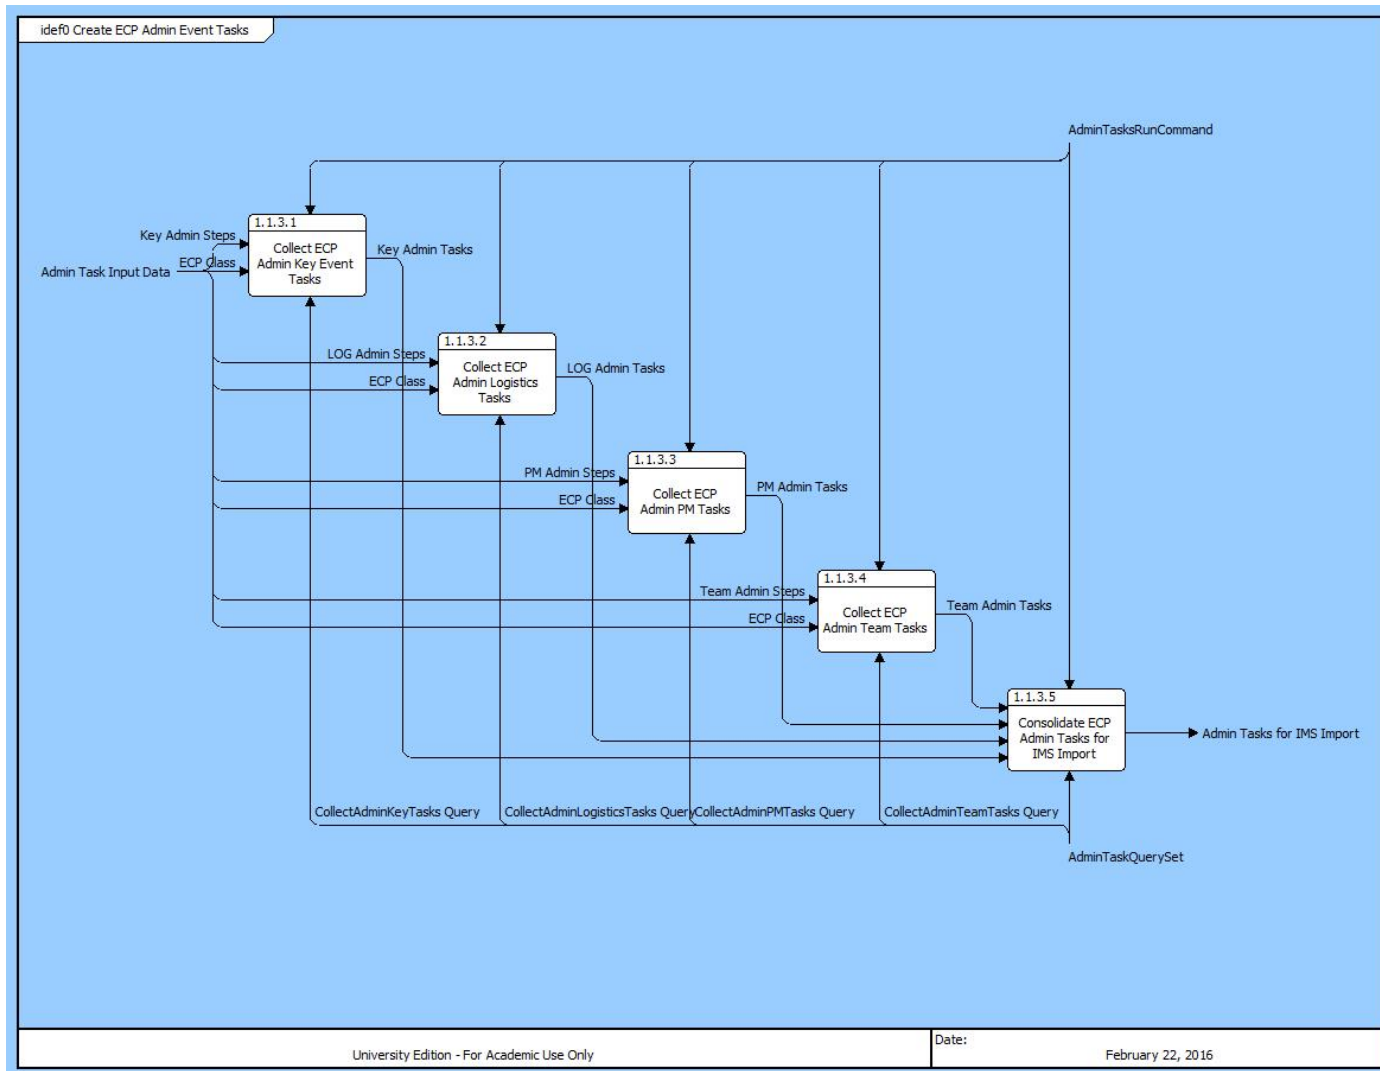 idef0 Create ECP Admin Event Tasks
AdminTasksRunCommand
1.1.3.1
Key Admin Steps
Collect ECP
Admin Key Event
Tasks
Key Admin Tasks
ECP Class
Admin Task Input Data
1.1.3.2
LOG Admin Steps
Collect ECP
Admin Logistics
Tasks
LOG Admin Tasks
ECP Class
1.1.3.3
PM Admin Steps
Collect ECP
Admin PM Tasks
PM Admin Tasks
ECP Class
1.1.3.4
Team Admin Steps
Collect ECP
Admin Team Tasks
Team Admin Tasks
ECP Class
1.1.3.5
Consolidate ECP
Admin Tasks for
IMS Import
Admin Tasks for IMS Import
CollectAdminKeyTasks Query
CollectAdminLogisticsTasks Query
CollectAdminPMTasks Query
CollectAdminTeamTasks Query
AdminTaskQuerySet
University Edition - For Academic Use Only
Date:
February 22, 2016